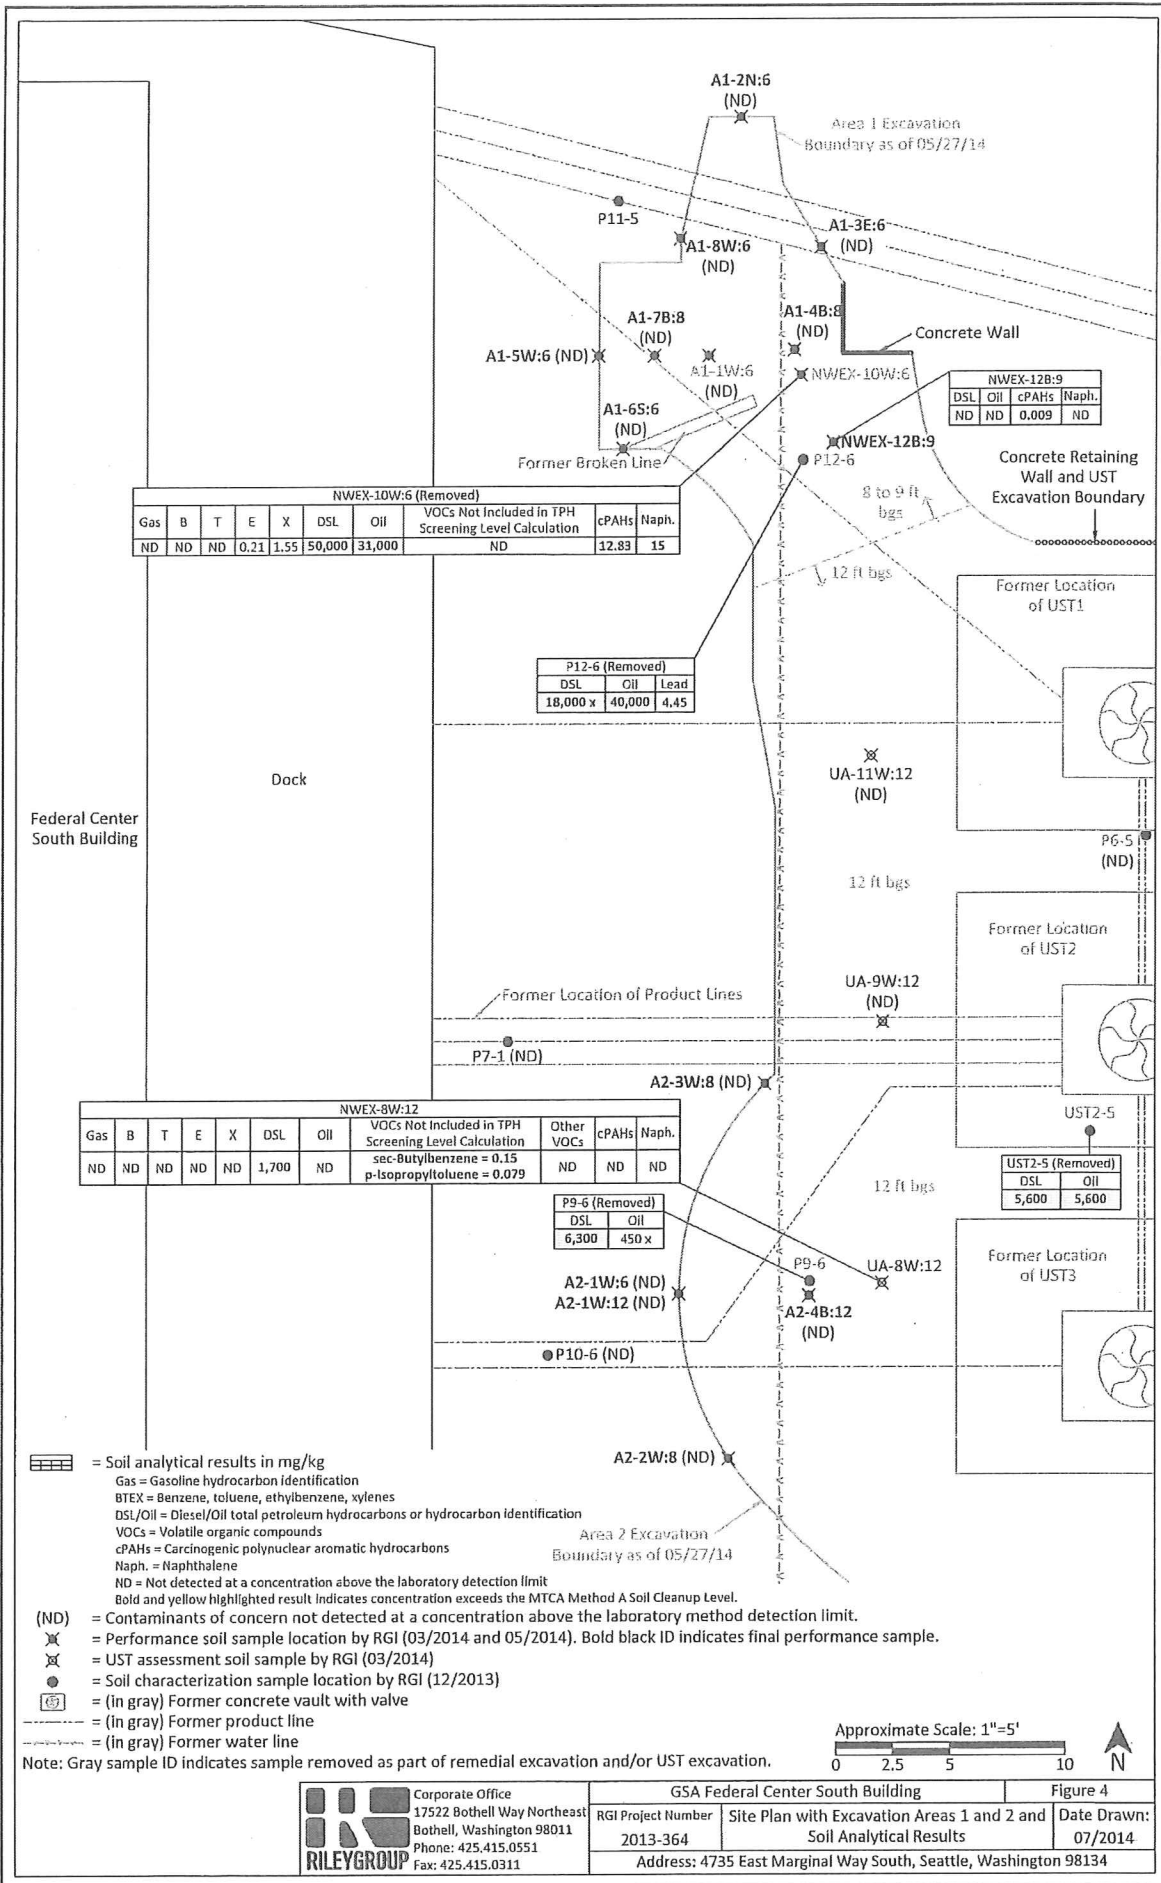 A1-2N:6
(ND)
Area 1 Excavation
Boundary as of 05/27/14
P11-5
A1-3E:6
(ND)
A1-8W:6
(ND)
A1-7B:8
(ND)
A1-4B:8
(ND)
Concrete Wall
A1-5W:6 (ND)
A1-1W:6
(ND)
NWEX-10W:6
NWEX-12B:9
DSL Oil cPAHs Naph.
ND ND 0.009 ND
A1-6S:6
(ND)
NWEX-12B:9
Former Broken Line
P12-6
Concrete Retaining
Wall and UST
Excavation Boundary
8 to 9 ft
bgs
NWEX-10W:6 (Removed)
Gas B T E X DSL Oil VOCs Not Included in TPH Screening Level Calculation cPAHs Naph.
ND ND ND 0.21 1.55 50,000 31,000 ND 12.83 15
12 ft bgs
Former Location
of UST1
P12-6 (Removed)
DSL Oil Lead
18,000 x 40,000 4.45
UA-11W:12
(ND)
Dock
Federal Center
South Building
P6-5
(ND)
12 ft bgs
Former Location
of UST2
UA-9W:12
(ND)
Former Location of Product Lines
P7-1 (ND)
A2-3W:8 (ND)
NWEX-8W:12
Gas B T E X DSL Oil VOCs Not Included in TPH Screening Level Calculation Other VOCs cPAHs Naph.
ND ND ND ND ND 1,700 ND sec-Butylbenzene = 0.15 p-Isopropyltoluene = 0.079 ND ND ND
UST2-5
UST2-5 (Removed)
DSL Oil
5,600 5,600
12 ft bgs
P9-6 (Removed)
DSL Oil
6,300 450 x
Former Location
of UST3
P9-6
UA-8W:12
A2-1W:6 (ND)
A2-1W:12 (ND)
A2-4B:12
(ND)
P10-6 (ND)
A2-2W:8 (ND)
Area 2 Excavation
Boundary as of 05/27/14
= Soil analytical results in mg/kg
Gas = Gasoline hydrocarbon identification
BTEX = Benzene, toluene, ethylbenzene, xylenes
DSL/Oil = Diesel/Oil total petroleum hydrocarbons or hydrocarbon identification
VOCs = Volatile organic compounds
cPAHs = Carcinogenic polynuclear aromatic hydrocarbons
Naph. = Naphthalene
ND = Not detected at a concentration above the laboratory detection limit
Bold and yellow highlighted result indicates concentration exceeds the MTCA Method A Soil Cleanup Level.
(ND) = Contaminants of concern not detected at a concentration above the laboratory method detection limit.
= Performance soil sample location by RGI (03/2014 and 05/2014). Bold black ID indicates final performance sample.
= UST assessment soil sample by RGI (03/2014)
= Soil characterization sample location by RGI (12/2013)
= (in gray) Former concrete vault with valve
= (in gray) Former product line
= (in gray) Former water line
Note: Gray sample ID indicates sample removed as part of remedial excavation and/or UST excavation.
Approximate Scale: 1"=5'
0 2.5 5 10
N
RILEYGROUP
Corporate Office
17522 Bothell Way Northeast
Bothell, Washington 98011
Phone: 425.415.0551
Fax: 425.415.0311
GSA Federal Center South Building
Figure 4
RGI Project Number
2013-364
Site Plan with Excavation Areas 1 and 2 and
Soil Analytical Results
Date Drawn:
07/2014
Address: 4735 East Marginal Way South, Seattle, Washington 98134